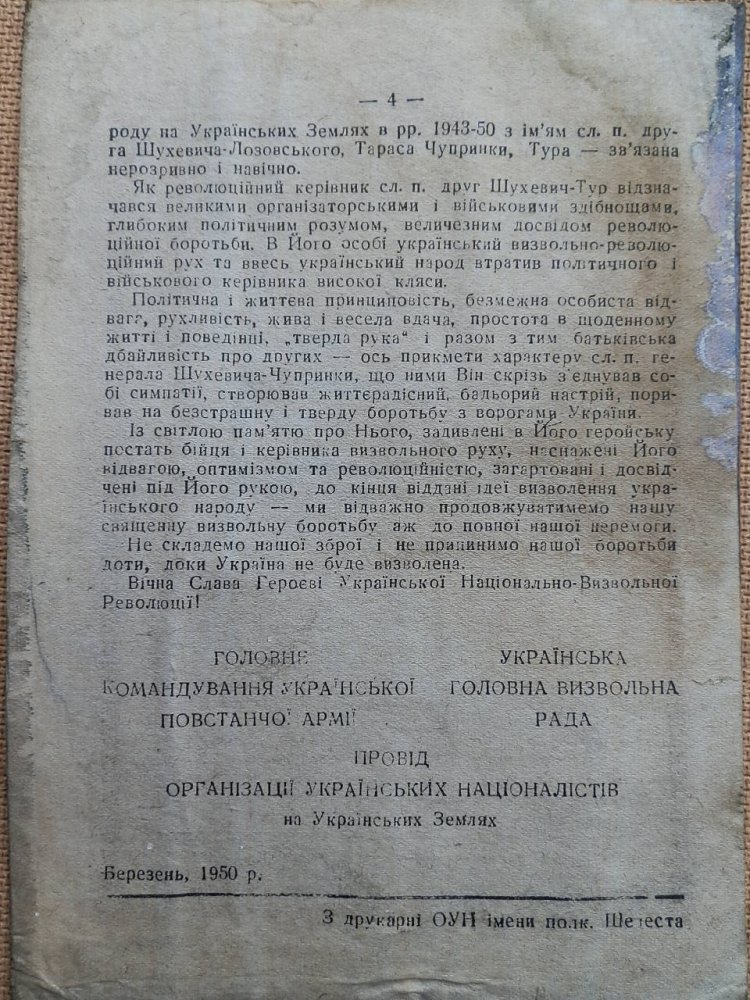 — 4 —
роду на Українських Землях в рр. 1943-50 з ім'ям сл. п. дру-
га Шухевича-Лозовського, Тараса Чупринки, Тура — зв'язана
нерозривно і навічно.
Як революційний керівник сл. п. друг Шухевич-Тур відзна-
чався великими організаторськими і військовими здібнощами,
глибоким політичним розумом, величезним досвідом револю-
ційної боротьби. В Його особі український визвольно-револю-
ційний рух та ввесь український народ втратив політичного і
військового керівника високої кляси.
Політична і життєва принциповість, безмежна особиста від-
вага, рухливість, жива і весела вдача, простота в щоденному
житті і поведінці, „тверда рука“ і разом з тим батьківська
дбайливість про других — ось прикмети характеру сл. п. ге-
нерала Шухевича-Чупринки, що ними Він скрізь з'єднував со-
бі симпатії, створював життєрадісний, бальорий настрій, пори-
вав на безстрашну і тверду боротьбу з ворогами України.
Із світлою пам'ятю про Нього, задивлені в Його геройську
постать бійця і керівника визвольного руху, наснажені Його
відвагою, оптимізмом та революційністю, загартовані і досвід-
чені під Його рукою, до кінця віддані ідеї визволення укра-
їнського народу — ми відважно продовжуватимемо нашу
священну визвольну боротьбу аж до повної нашої перемоги.
Не складемо нашої зброї і не припинимо нашої боротьби
доти, доки Україна не буде визволена.
Вічна Слава Героєві Української Національно-Визвольної
Революції!
ГОЛОВНЕ
КОМАНДУВАННЯ УКРАЇНСЬКОЇ
ПОВСТАНЧОЇ АРМІЇ
УКРАЇНСЬКА
ГОЛОВНА ВИЗВОЛЬНА
РАДА
ПРОВІД
ОРГАНІЗАЦІЇ УКРАЇНСЬКИХ НАЦІОНАЛІСТІВ
на Українських Землях
Березень, 1950 р.
З друкарні ОУН імени полк. Шелеста